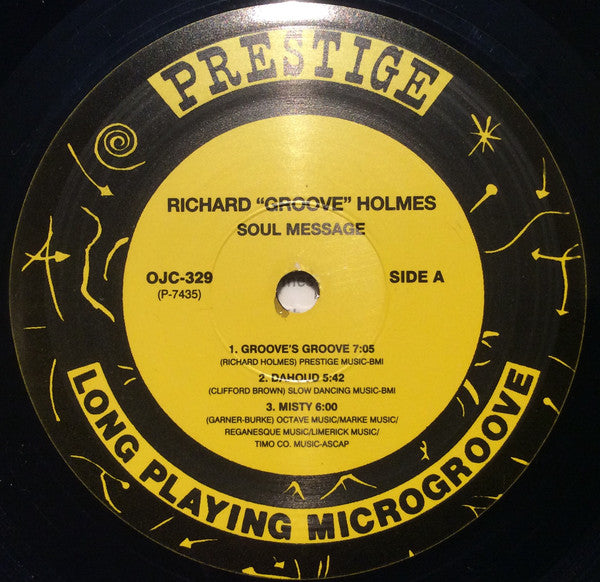 PRESTIGE
RICHARD "GROOVE" HOLMES
SOUL MESSAGE
OJC-329
(P-7435)
SIDE A
1. GROOVE'S GROOVE 7:05
(RICHARD HOLMES) PRESTIGE MUSIC-BMI
2. DAHOUD 5:42
(CLIFFORD BROWN) SLOW DANCING MUSIC-BMI
3. MISTY 6:00
(GARNER-BURKE) OCTAVE MUSIC/MARKE MUSIC/
REGANESQUE MUSIC/LIMERICK MUSIC/
TIMO CO. MUSIC-ASCAP
LONG PLAYING MICROGROOVE